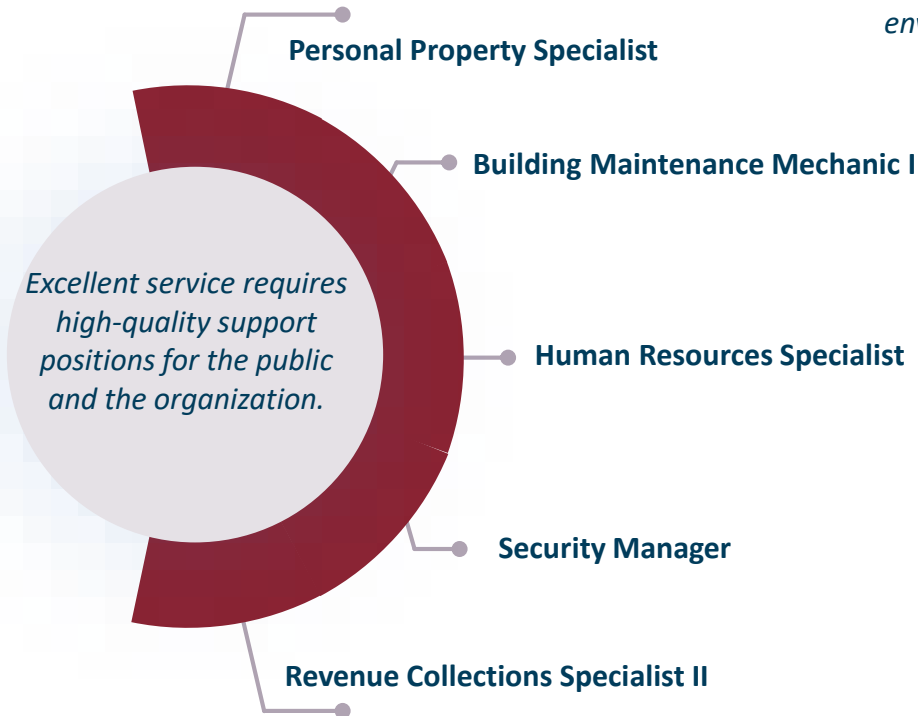 Personal Property Specialist
Building Maintenance Mechanic I
Excellent service requires
high-quality support
positions for the public
and the organization.
Human Resources Specialist
Security Manager
Revenue Collections Specialist II